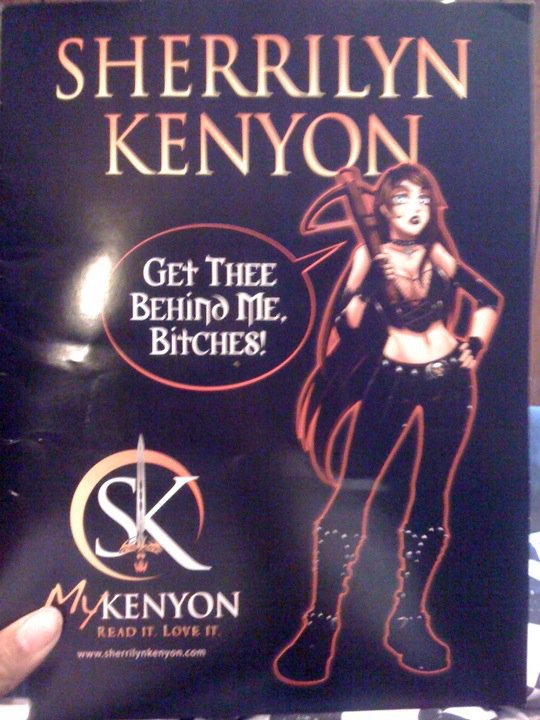 SHERRILYN
KENYON
Get Thee
Behind Me,
Bitches!
SK
MyKENYON
READ IT. LOVE IT.
www.sherrilynkenyon.com